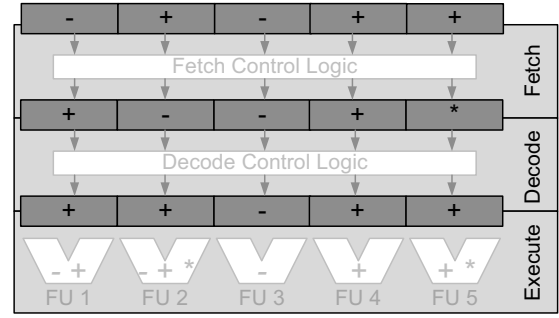 - + - + +
Fetch Control Logic
Fetch
+ - - + *
Decode Control Logic
Decode
+ + - + +
Execute
- + - + * - + + *
FU 1 FU 2 FU 3 FU 4 FU 5